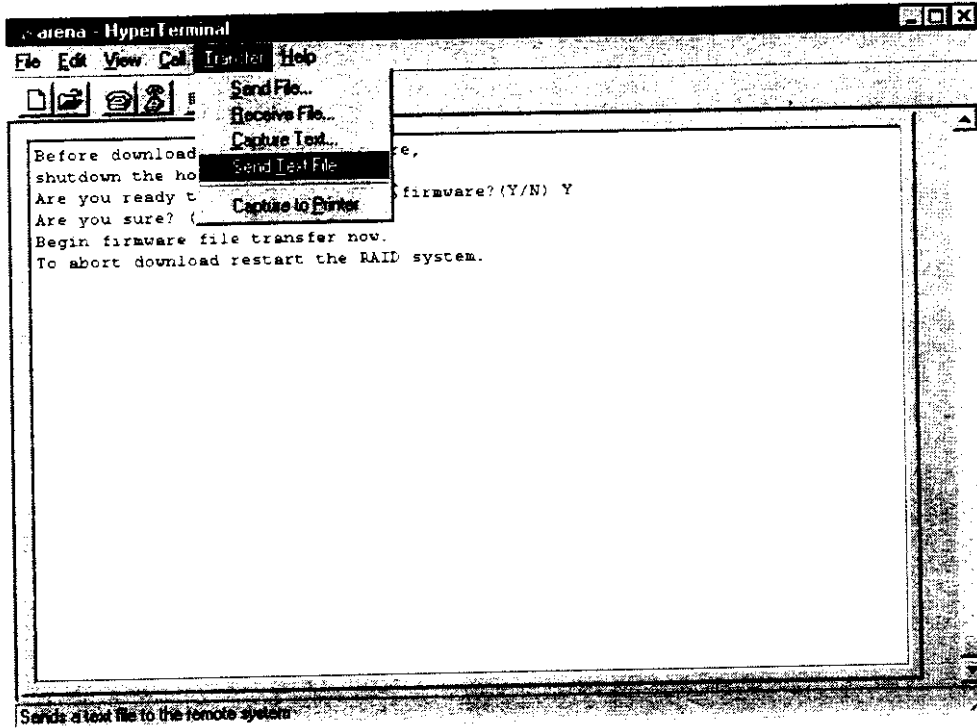 arena - HyperTerminal
File Edit View Call Transfer Help
Send File...
Receive File...
Capture Text...
Send Text File
Capture to Printer
Before download re,
shutdown the ho
Are you ready t firmware?(Y/N) Y
Are you sure? (
Begin firmware file transfer now.
To abort download restart the RAID system.
Sends a text file to the remote system